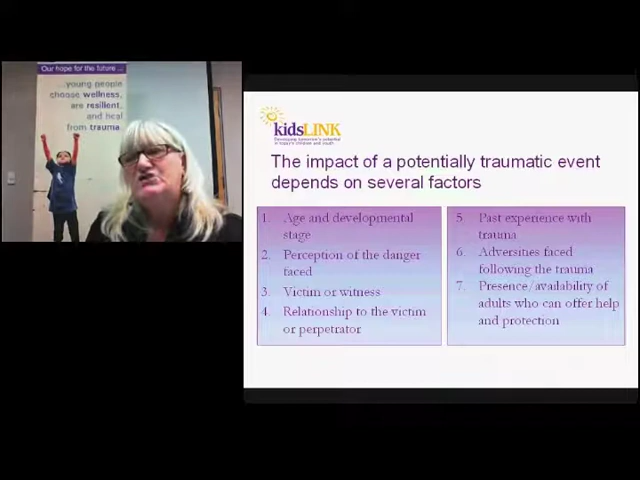 Our hope for the future ...
...young people
choose wellness,
are resilient,
and heal
from trauma.
kidsLINK
The impact of a potentially traumatic event
depends on several factors
1. Age and developmental
stage
2. Perception of the danger
faced
3. Victim or witness
4. Relationship to the victim
or perpetrator
5. Past experience with
trauma
6. Adversities faced
following the trauma
7. Presence/availability of
adults who can offer help
and protection